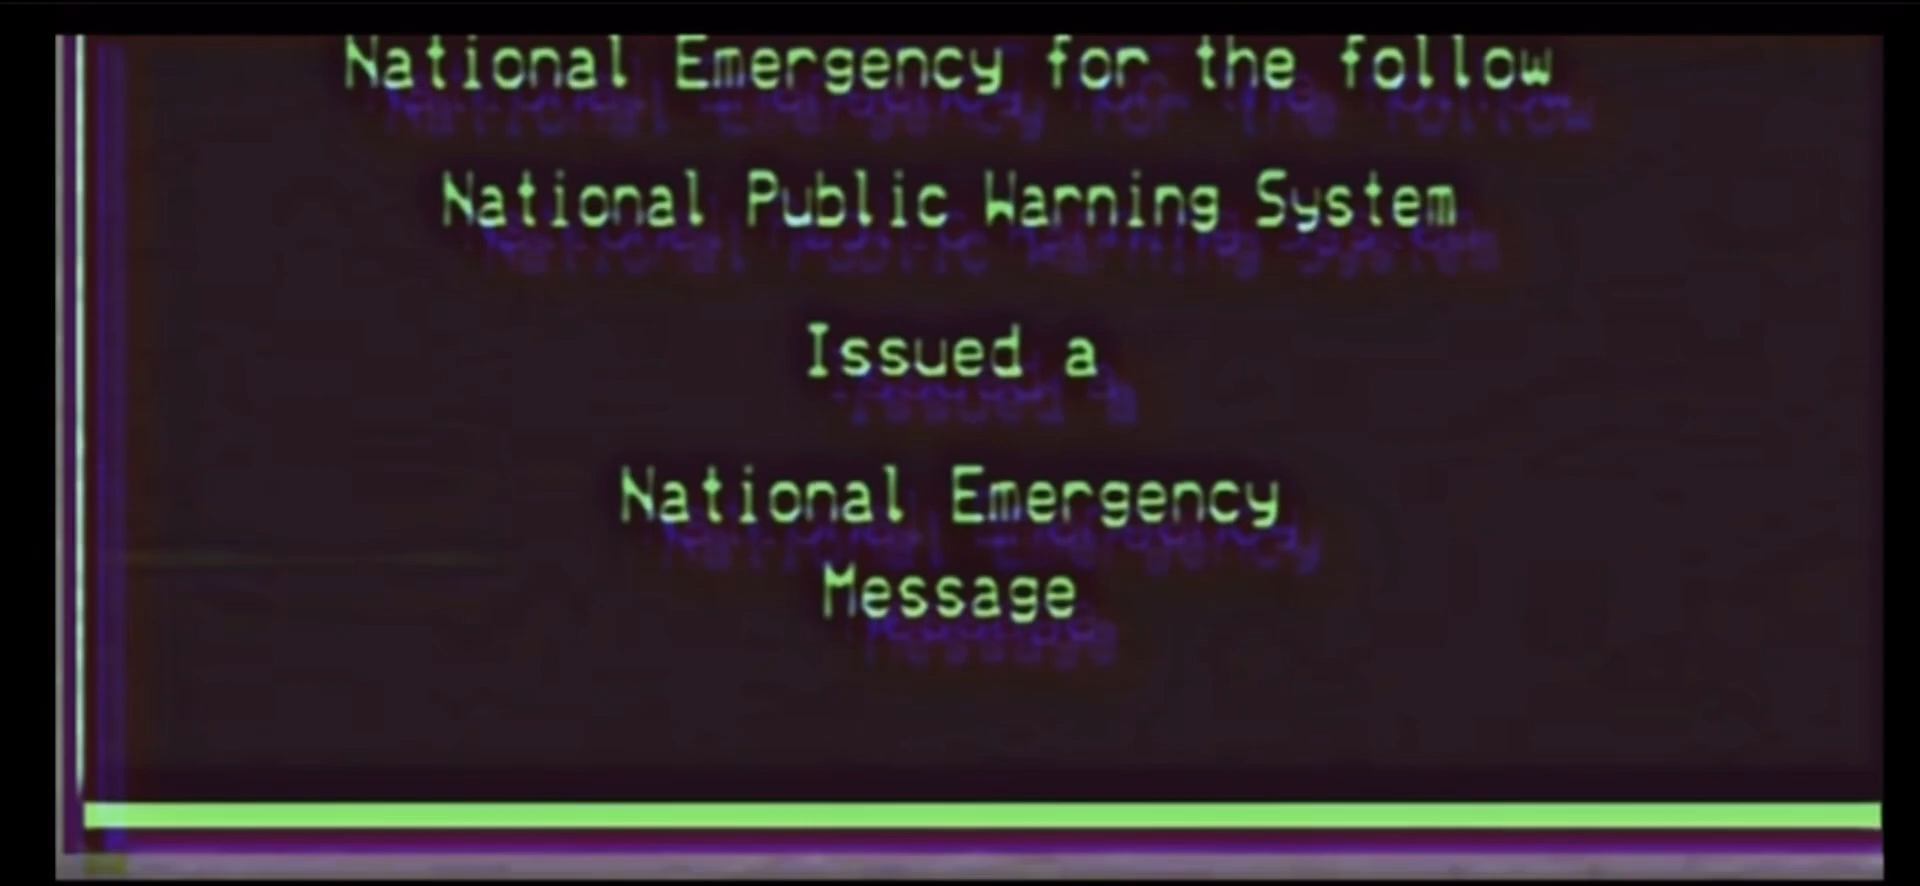 National Emergency for the follow
National Public Warning System
Issued a
National Emergency
Message